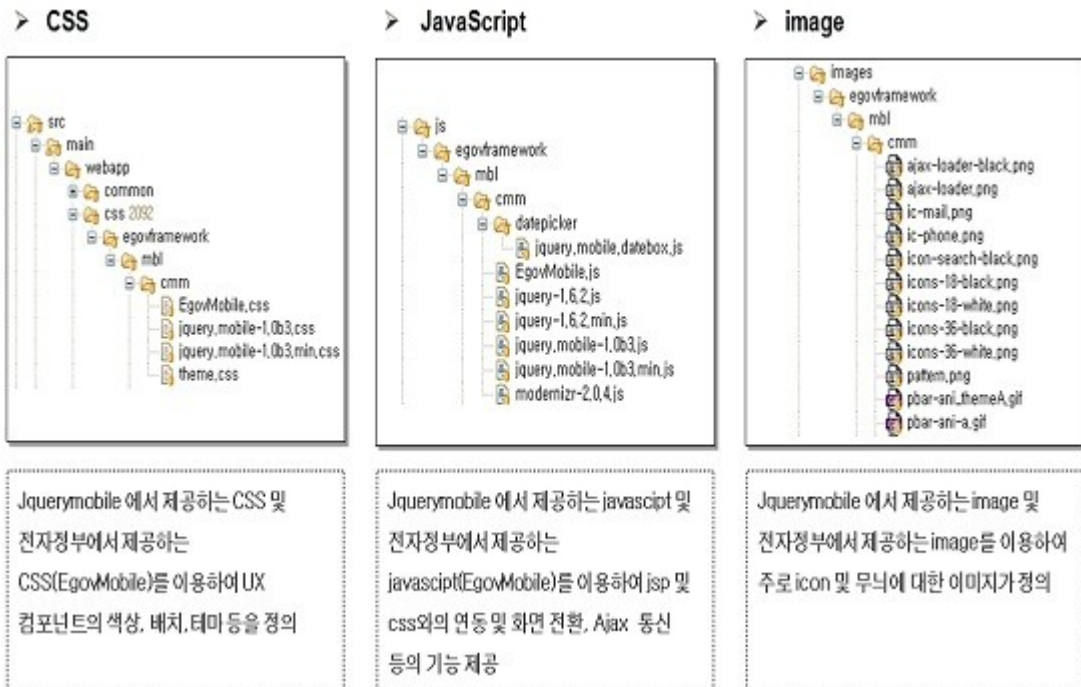 ➤ CSS
src
main
webapp
common
css 2092
egovframework
mbl
cmm
EgovMobile.css
jquery.mobile-1.0b3.css
jquery.mobile-1.0b3.min.css
theme.css
Jquerymobile 에서 제공하는 CSS 및
전자정부에서 제공하는
CSS(EgovMobile)를 이용하여 UX
컴포넌트의 색상, 배치,테마 등을 정의
➤ JavaScript
js
egovframework
mbl
cmm
datepicker
jquery.mobile.datebox.js
EgovMobile.js
jquery-1.6.2.js
jquery-1.6.2.min.js
jquery.mobile-1.0b3.js
jquery.mobile-1.0b3.min.js
modernizr-2.0.4.js
Jquerymobile 에서 제공하는 javascipt 및
전자정부에서 제공하는
javascipt(EgovMobile)를 이용하여 jsp 및
css와의 연동 및 화면 전환, Ajax 통신
등의 기능 제공
➤ image
images
egovframework
mbl
cmm
ajax-loader-black.png
ajax-loader.png
ic-mail.png
ic-phone.png
icon-search-black.png
icons-18-black.png
icons-18-white.png
icons-36-black.png
icons-36-white.png
pattern.png
pbar-ani_themeA.gif
pbar-ani-a.gif
Jquerymobile 에서 제공하는 image 및
전자정부에서 제공하는 image를 이용하여
주로 icon 및 무늬에 대한 이미지가 정의